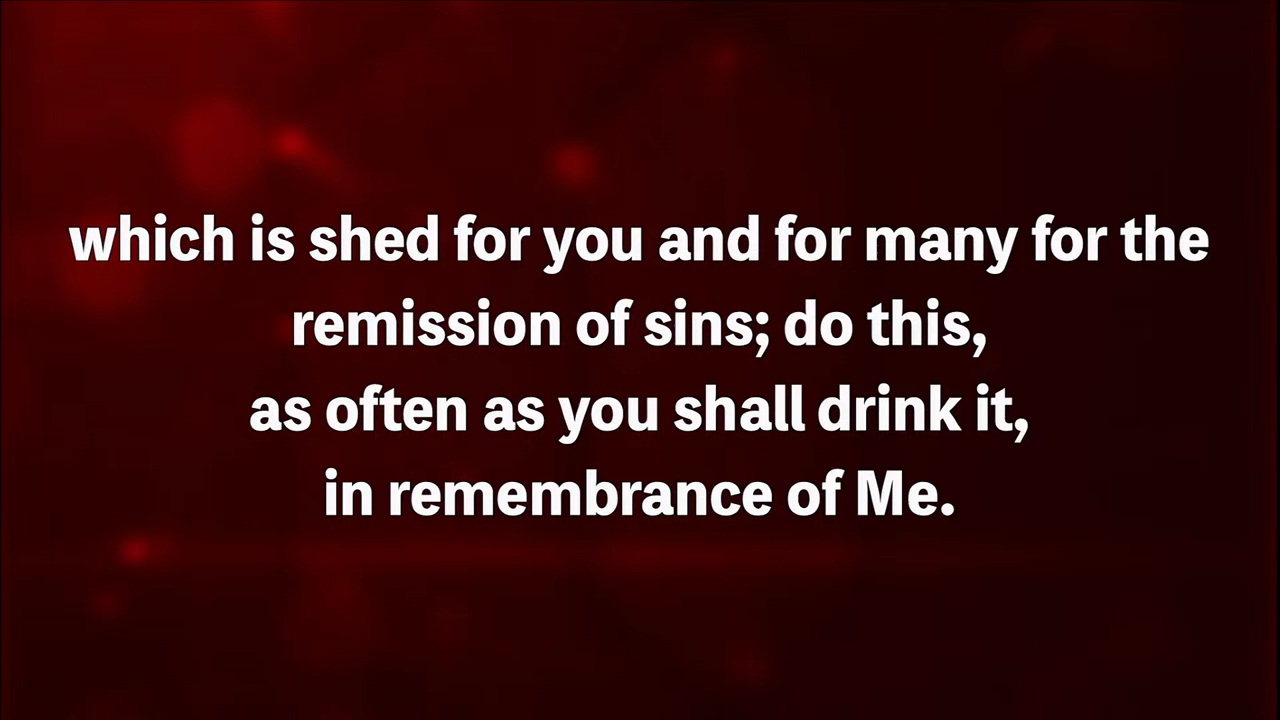 which is shed for you and for many for the
remission of sins; do this,
as often as you shall drink it,
in remembrance of Me.